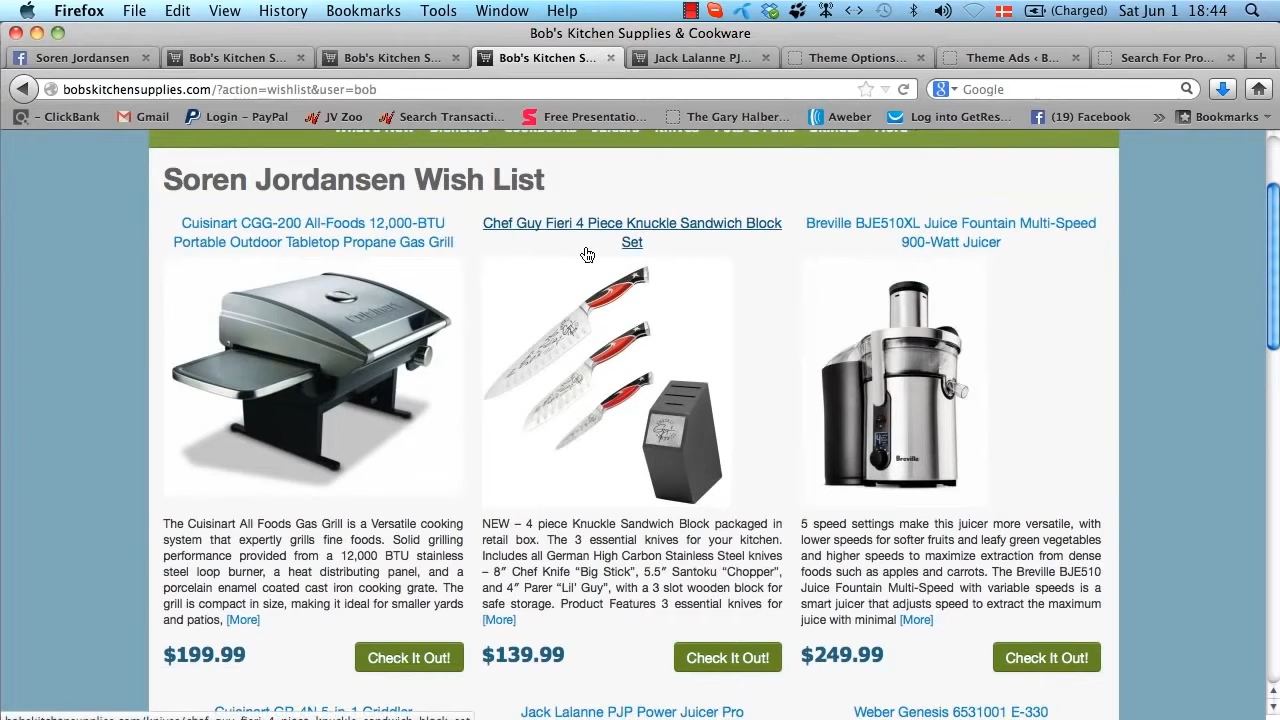 Firefox File Edit View History Bookmarks Tools Window Help (Charged) Sat Jun 1 18:44
Bob's Kitchen Supplies & Cookware
Soren Jordansen Bob's Kitchen S... Bob's Kitchen S... Bob's Kitchen S... Jack Lalanne PJ... Theme Options... Theme Ads ‹ B... Search For Pro...
bobskitchensupplies.com/?action=wishlist&user=bob Google
- ClickBank Gmail Login - PayPal JV Zoo Search Transacti... Free Presentatio... The Gary Halber... Aweber Log into GetRes... (19) Facebook » Bookmarks
Soren Jordansen Wish List
Cuisinart CGG-200 All-Foods 12,000-BTU
Portable Outdoor Tabletop Propane Gas Grill
Chef Guy Fieri 4 Piece Knuckle Sandwich Block
Set
Breville BJE510XL Juice Fountain Multi-Speed
900-Watt Juicer
Cuisinart
Breville
The Cuisinart All Foods Gas Grill is a Versatile cooking
system that expertly grills fine foods. Solid grilling
performance provided from a 12,000 BTU stainless
steel loop burner, a heat distributing panel, and a
porcelain enamel coated cast iron cooking grate. The
grill is compact in size, making it ideal for smaller yards
and patios, [More]
NEW – 4 piece Knuckle Sandwich Block packaged in
retail box. The 3 essential knives for your kitchen.
Includes all German High Carbon Stainless Steel knives
– 8″ Chef Knife “Big Stick”, 5.5″ Santoku “Chopper”,
and 4″ Parer “Lil’ Guy”, with a 3 slot wooden block for
safe storage. Product Features 3 essential knives for
[More]
5 speed settings make this juicer more versatile, with
lower speeds for softer fruits and leafy green vegetables
and higher speeds to maximize extraction from dense
foods such as apples and carrots. The Breville BJE510
Juice Fountain Multi-Speed with variable speeds is a
smart juicer that adjusts speed to extract the maximum
juice with minimal [More]
$199.99 Check It Out! $139.99 Check It Out! $249.99 Check It Out!
Cuisinart GR-4N 5-in-1 Griddler Jack Lalanne PJP Power Juicer Pro Weber Genesis 6531001 E-330